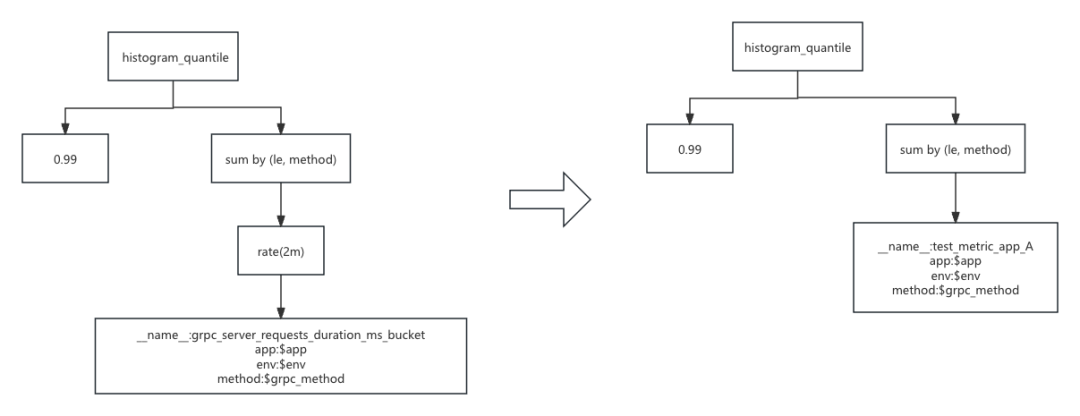 histogram_quantile
0.99
sum by (le, method)
rate(2m)
__name__:grpc_server_requests_duration_ms_bucket
app:$app
env:$env
method:$grpc_method
histogram_quantile
0.99
sum by (le, method)
__name__:test_metric_app_A
app:$app
env:$env
method:$grpc_method